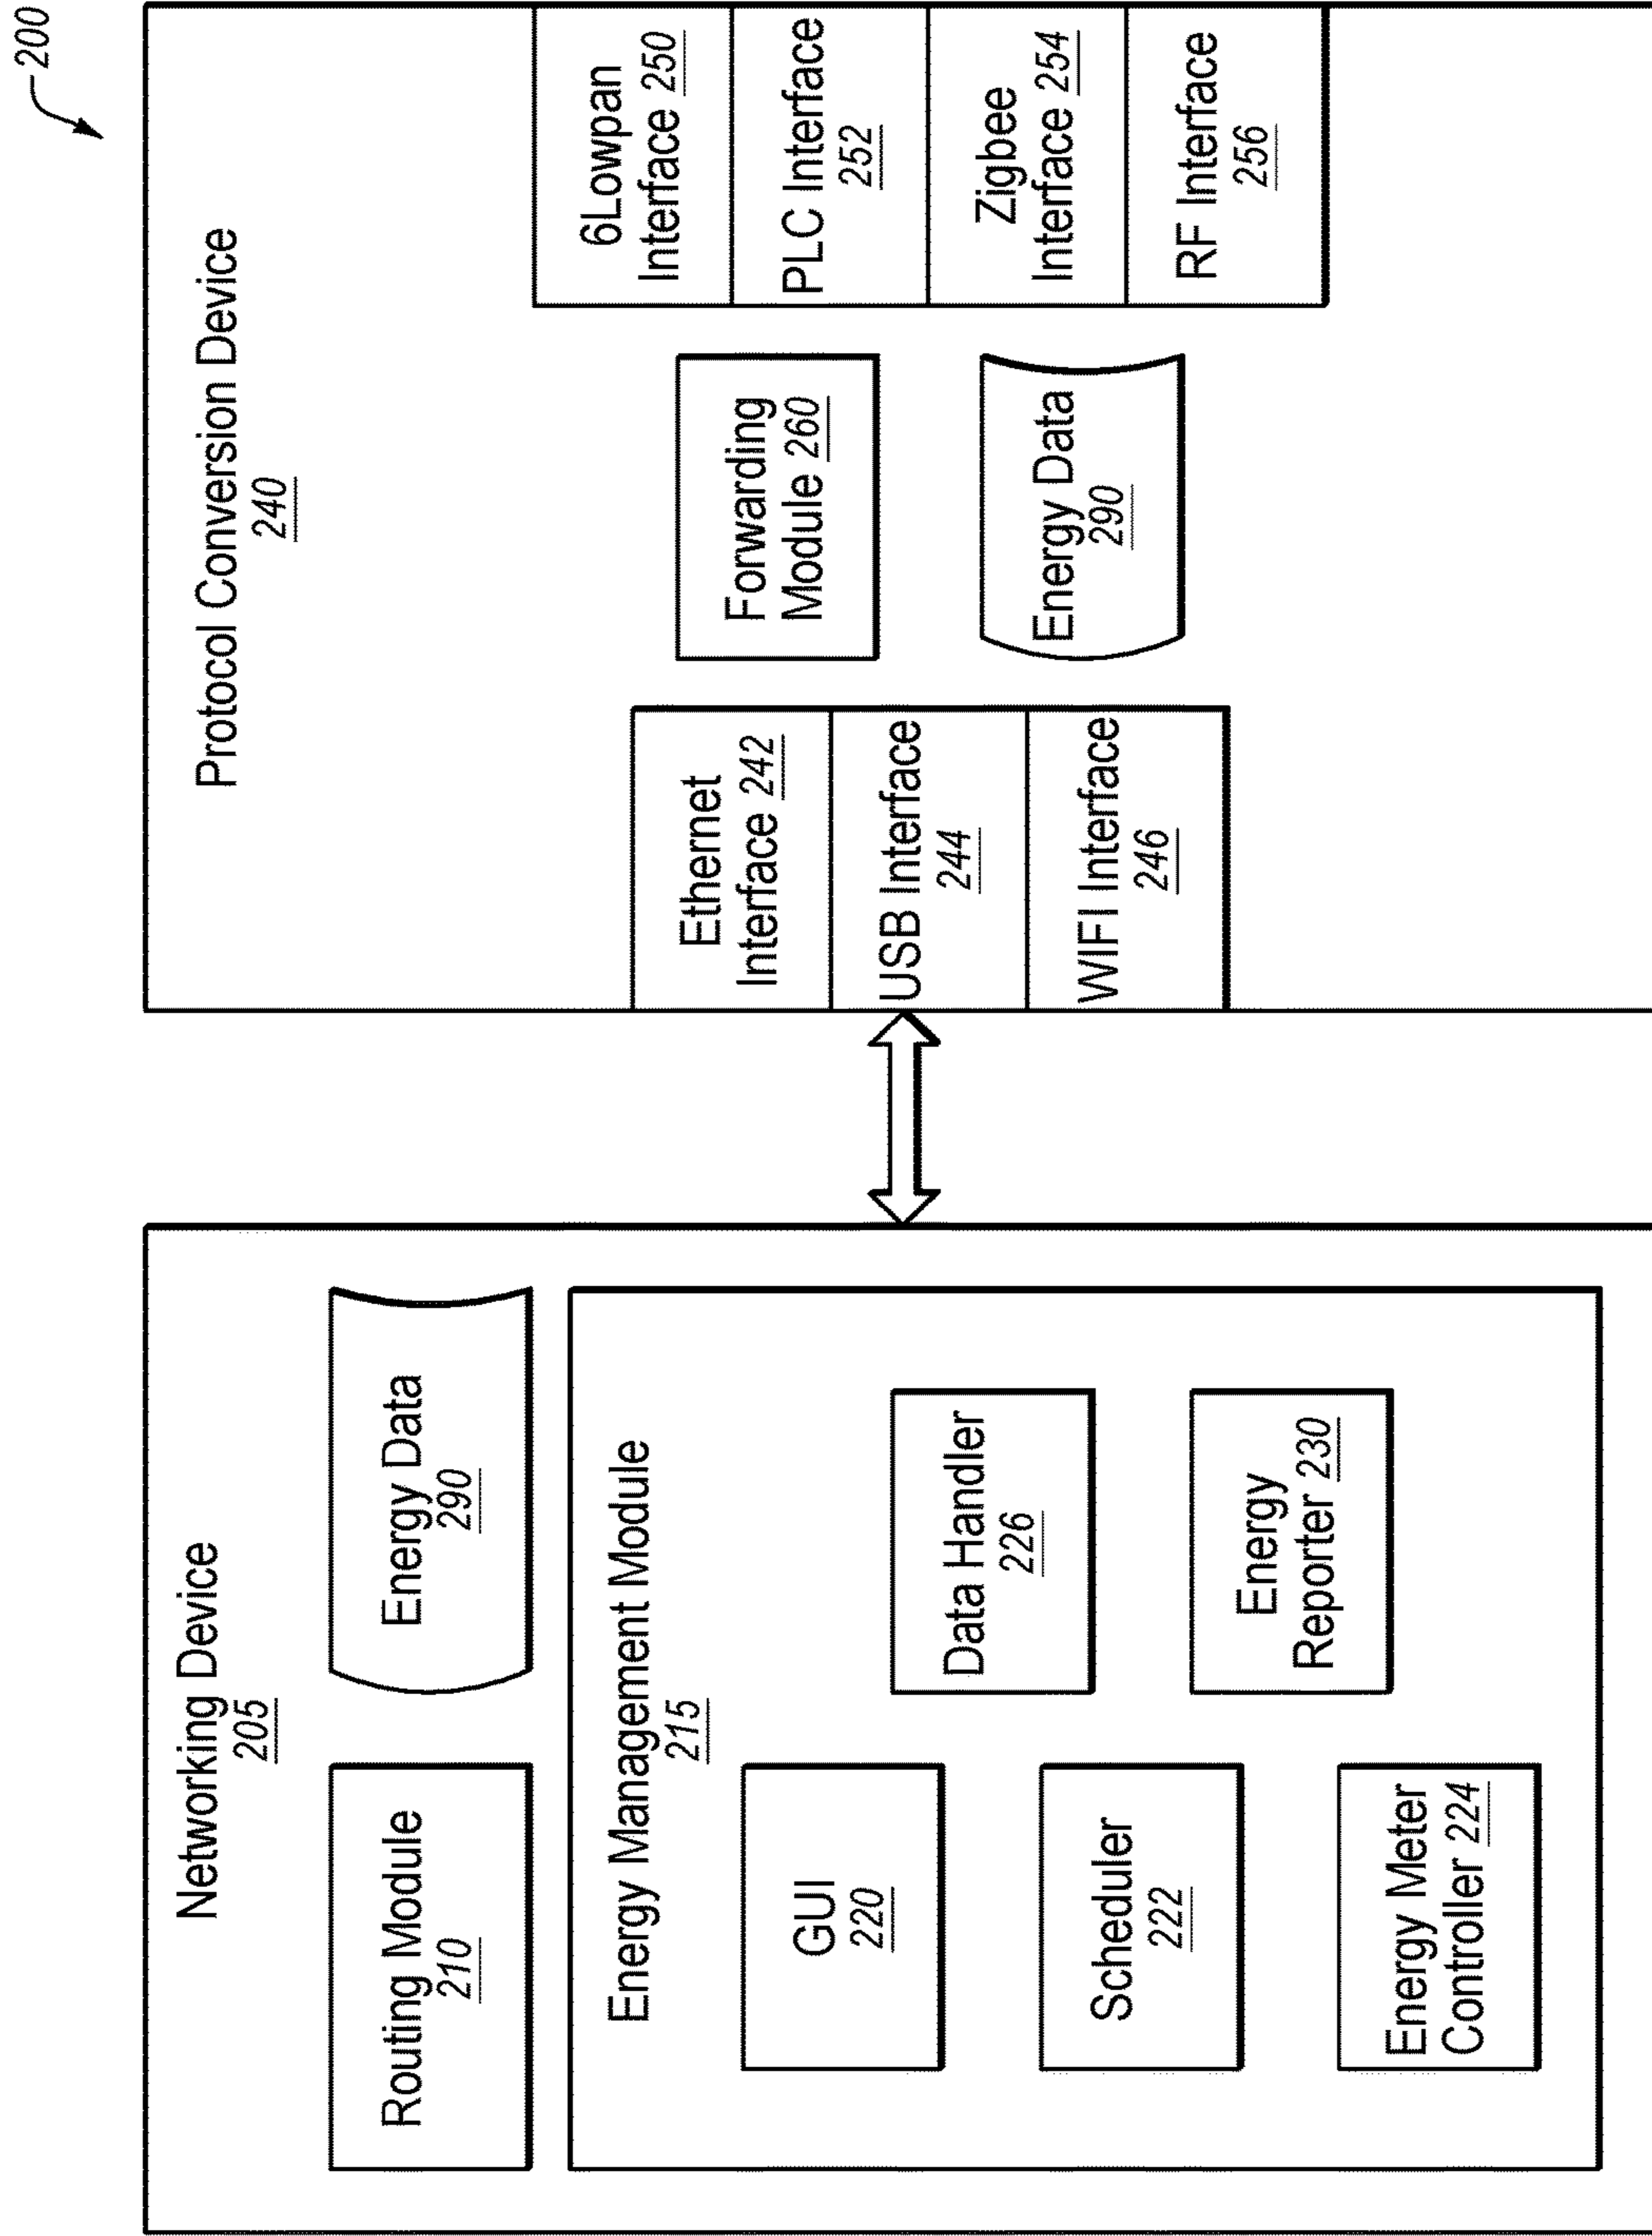 200
Networking Device
205
Routing Module
210
Energy Data
290
Energy Management Module
215
GUI
220
Scheduler
222
Energy Meter
Controller 224
Data Handler
226
Energy
Reporter 230
Protocol Conversion Device
240
Ethernet
Interface 242
USB Interface
244
WIFI Interface
246
Forwarding
Module 260
Energy Data
290
6Lowpan
Interface 250
PLC Interface
252
Zigbee
Interface 254
RF Interface
256